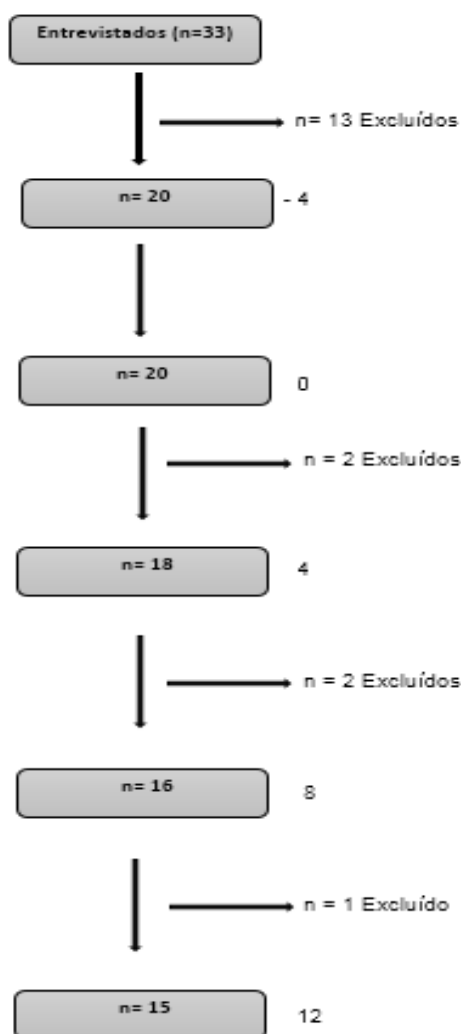 Entrevistados (n=33)
n= 13 Excluídos
n= 20
- 4
n= 20
0
n = 2 Excluídos
n= 18
4
n = 2 Excluídos
n= 16
8
n = 1 Excluído
n= 15
12